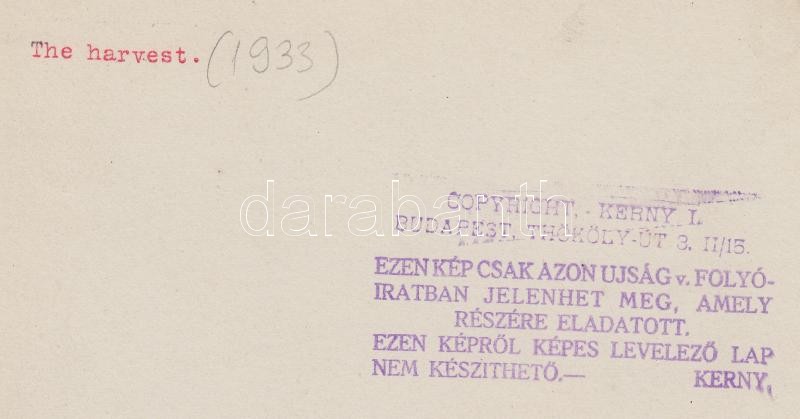 The harvest. (1933)
darabanth
COPYRIGHT, - KERNY I.
BUDAPEST, THÖKÖLY-ÚT 3. II/15.
EZEN KÉP CSAK AZON UJSÁG v. FOLYÓ-
IRATBAN JELENHET MEG, AMELY
RÉSZÉRE ELADATOTT.
EZEN KÉPRŐL KÉPES LEVELEZŐ LAP
NEM KÉSZITHETŐ.— KERNY,